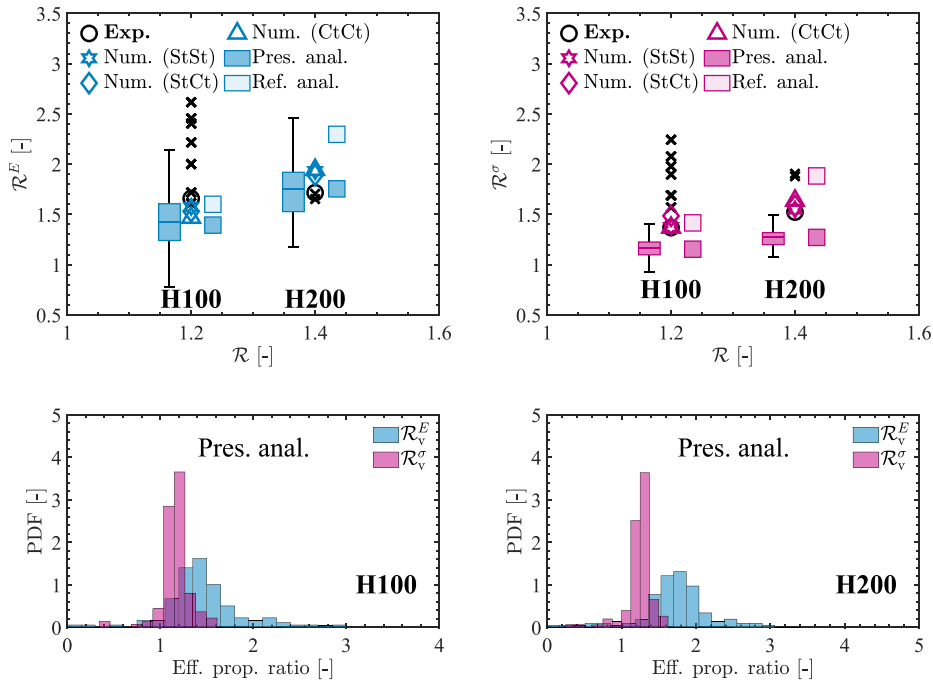 Exp.
Num. (StSt)
Num. (StCt)
Num. (CtCt)
Pres. anal.
Ref. anal.
3.5
3
2.5
2
1.5
1
0.5
ℛᴱ [-]
H100
H200
1
1.2
1.4
1.6
ℛ [-]
Exp.
Num. (StSt)
Num. (StCt)
Num. (CtCt)
Pres. anal.
Ref. anal.
3.5
3
2.5
2
1.5
1
0.5
ℛ^σ [-]
H100
H200
1
1.2
1.4
1.6
ℛ [-]
5
4
3
2
1
0
PDF [-]
Pres. anal.
ℛ_v^E
ℛ_v^σ
H100
0
1
2
3
4
Eff. prop. ratio [-]
5
4
3
2
1
0
PDF [-]
Pres. anal.
ℛ_v^E
ℛ_v^σ
H200
0
1
2
3
4
5
Eff. prop. ratio [-]